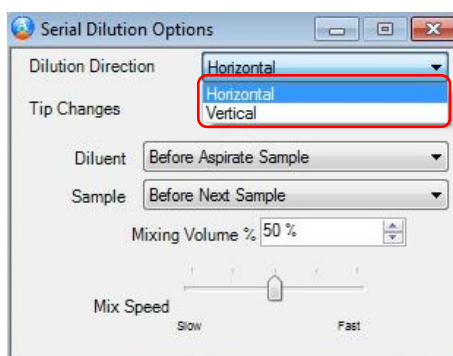 Serial Dilution Options
Dilution Direction Horizontal
Horizontal
Vertical
Tip Changes
Diluent Before Aspirate Sample
Sample Before Next Sample
Mixing Volume % 50 %
Mix Speed
Slow Fast